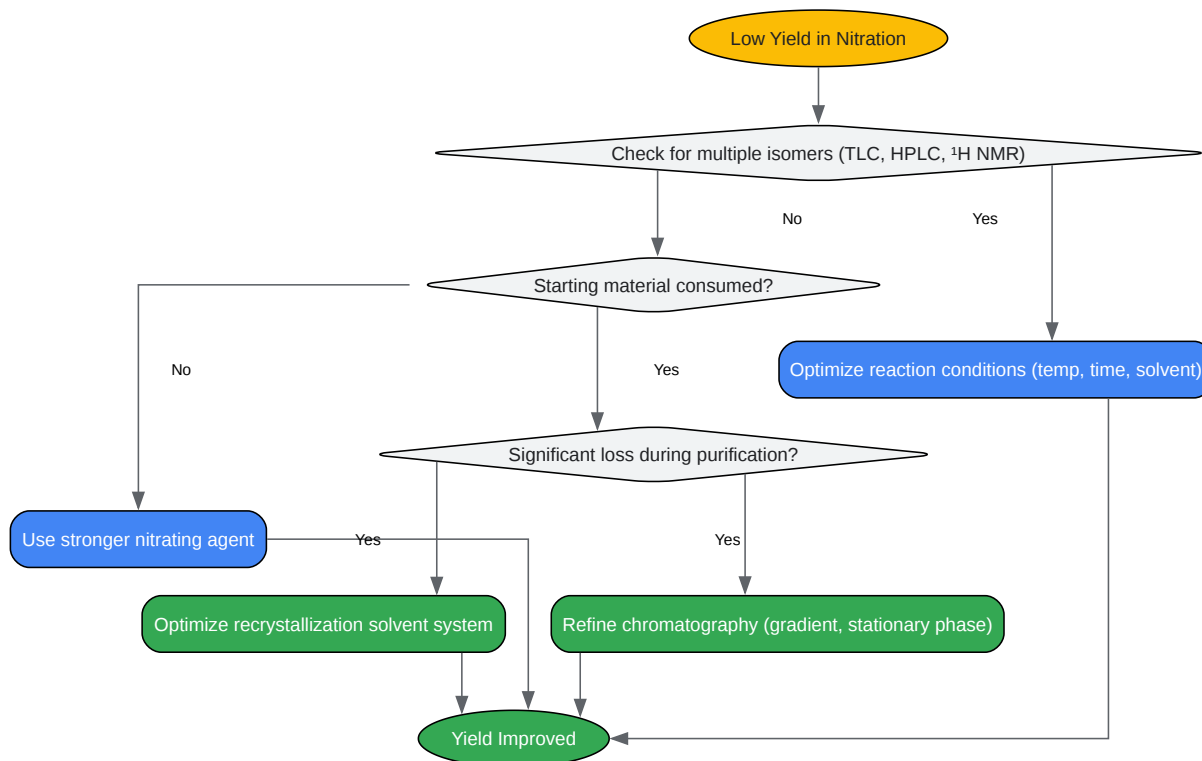 Low Yield in Nitration
Check for multiple isomers (TLC, HPLC, ¹H NMR)
No
Yes
Starting material consumed?
No
Yes
Optimize reaction conditions (temp, time, solvent)
Significant loss during purification?
Use stronger nitrating agent
Yes
Yes
Optimize recrystallization solvent system
Refine chromatography (gradient, stationary phase)
Yield Improved